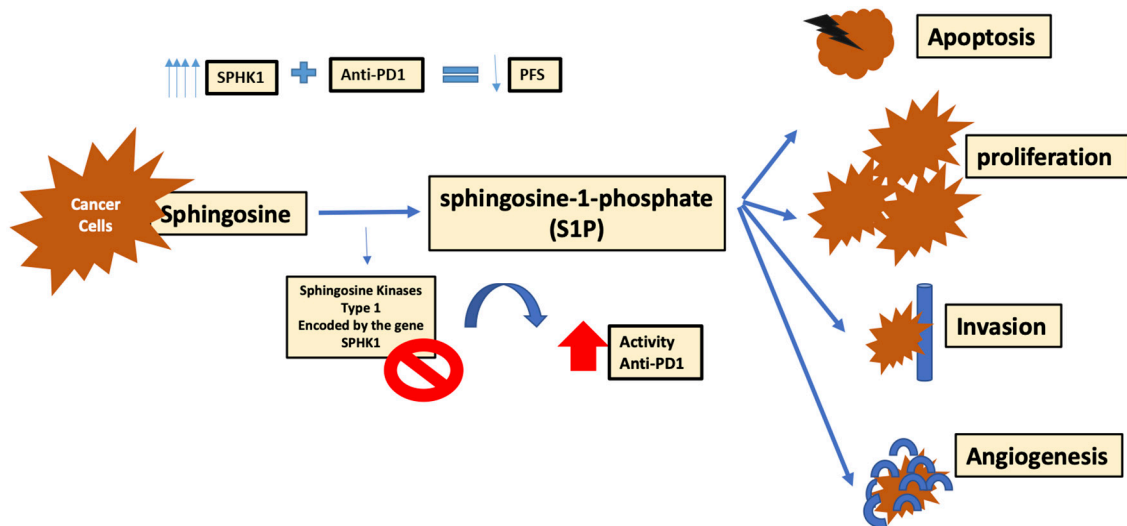 Apoptosis
SPHK1
Anti-PD1
PFS
proliferation
Cancer
Cells
Sphingosine
sphingosine-1-phosphate
(S1P)
Sphingosine Kinases
Type 1
Encoded by the gene
SPHK1
Activity
Anti-PD1
Invasion
Angiogenesis